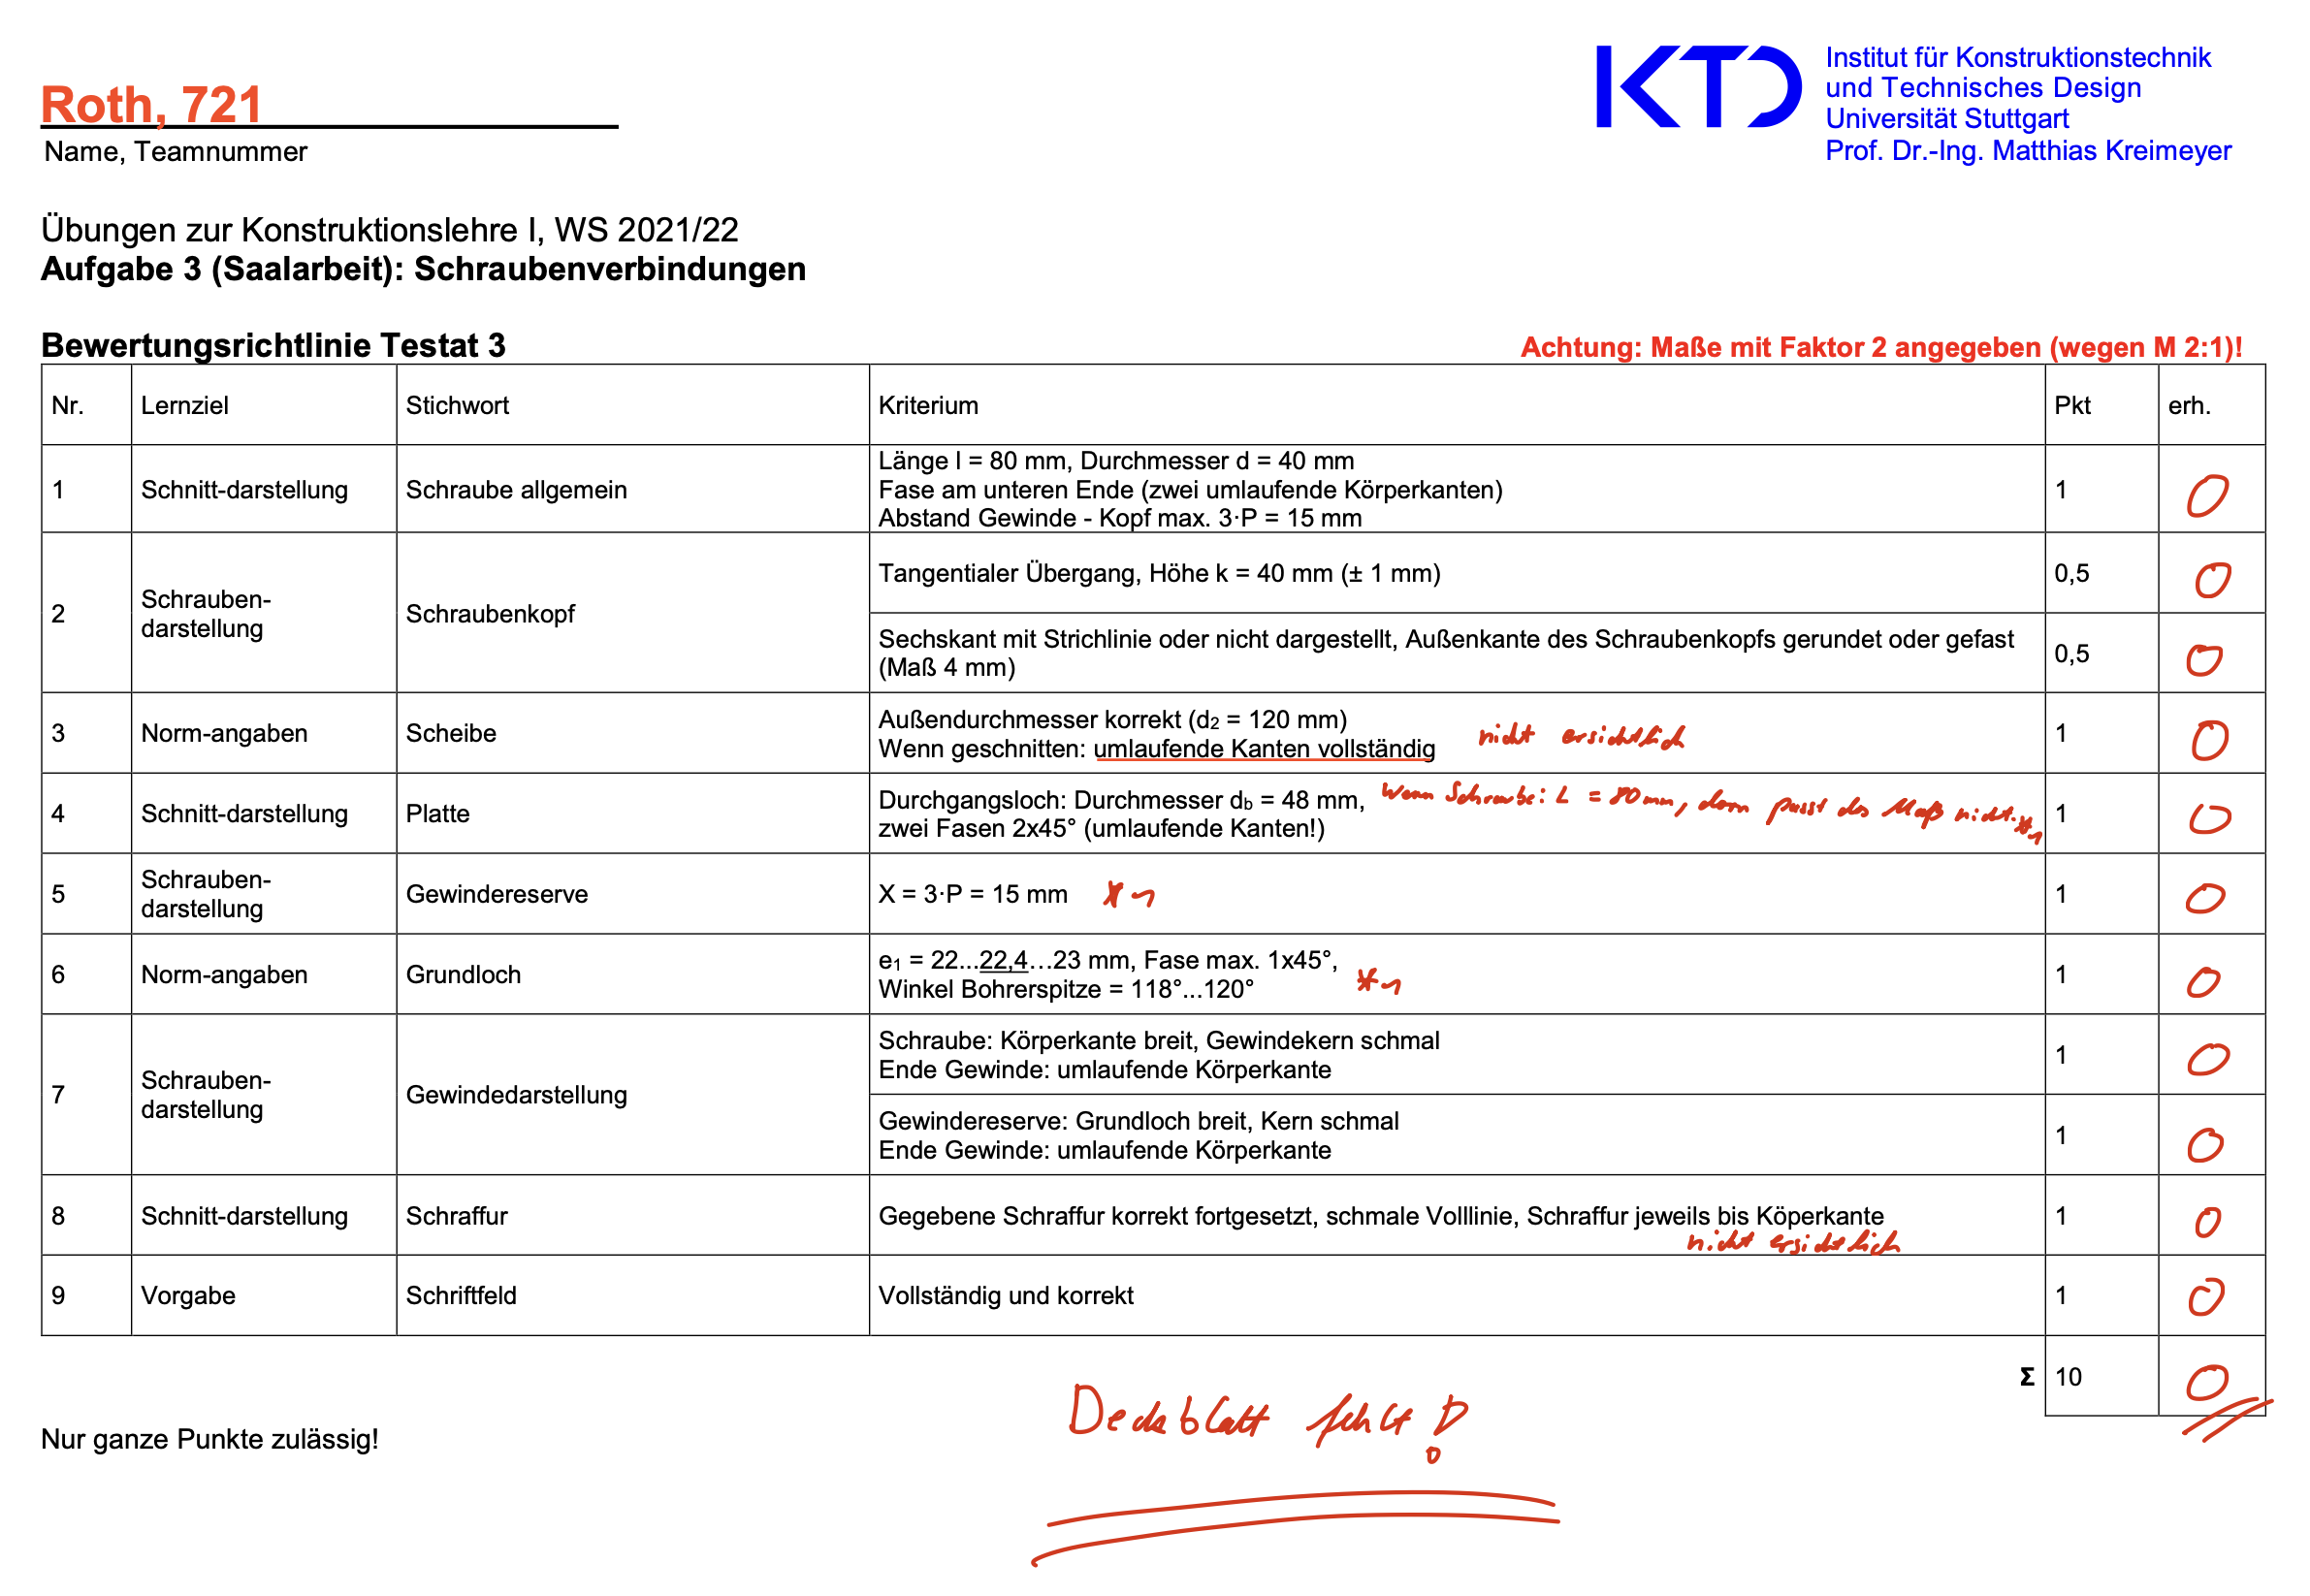 Roth, 721
Name, Teamnummer
KTD
Institut für Konstruktionstechnik
und Technisches Design
Universität Stuttgart
Prof. Dr.-Ing. Matthias Kreimeyer
Übungen zur Konstruktionslehre I, WS 2021/22
Aufgabe 3 (Saalarbeit): Schraubenverbindungen
Bewertungsrichtlinie Testat 3
Achtung: Maße mit Faktor 2 angegeben (wegen M 2:1)!
Nr. Lernziel Stichwort Kriterium Pkt erh.
1 Schnitt-darstellung Schraube allgemein
Länge l = 80 mm, Durchmesser d = 40 mm
Fase am unteren Ende (zwei umlaufende Körperkanten)
Abstand Gewinde - Kopf max. 3·P = 15 mm
1 0
2 Schrauben-
darstellung
Schraubenkopf
Tangentialer Übergang, Höhe k = 40 mm (± 1 mm)
0,5 0
Sechskant mit Strichlinie oder nicht dargestellt, Außenkante des Schraubenkopfs gerundet oder gefast
(Maß 4 mm)
0,5 0
3 Norm-angaben Scheibe
Außendurchmesser korrekt (d2 = 120 mm)
Wenn geschnitten: umlaufende Kanten vollständig nicht ersichtlich
1 0
4 Schnitt-darstellung Platte
Durchgangsloch: Durchmesser db = 48 mm, Wenn Schraube: L = 80mm, dann passt das Maß nicht. *1
zwei Fasen 2x45° (umlaufende Kanten!)
1 0
5 Schrauben-
darstellung
Gewindereserve
X = 3·P = 15 mm *1
1 0
6 Norm-angaben Grundloch
e1 = 22...22,4…23 mm, Fase max. 1x45°,
Winkel Bohrerspitze = 118°...120° *1
1 0
7 Schrauben-
darstellung
Gewindedarstellung
Schraube: Körperkante breit, Gewindekern schmal
Ende Gewinde: umlaufende Körperkante
1 0
Gewindereserve: Grundloch breit, Kern schmal
Ende Gewinde: umlaufende Körperkante
1 0
8 Schnitt-darstellung Schraffur
Gegebene Schraffur korrekt fortgesetzt, schmale Volllinie, Schraffur jeweils bis Köperkante
nicht ersichtlich
1 0
9 Vorgabe Schriftfeld Vollständig und korrekt 1 0
Σ 10 0
Deckblatt fehlt!
Nur ganze Punkte zulässig!